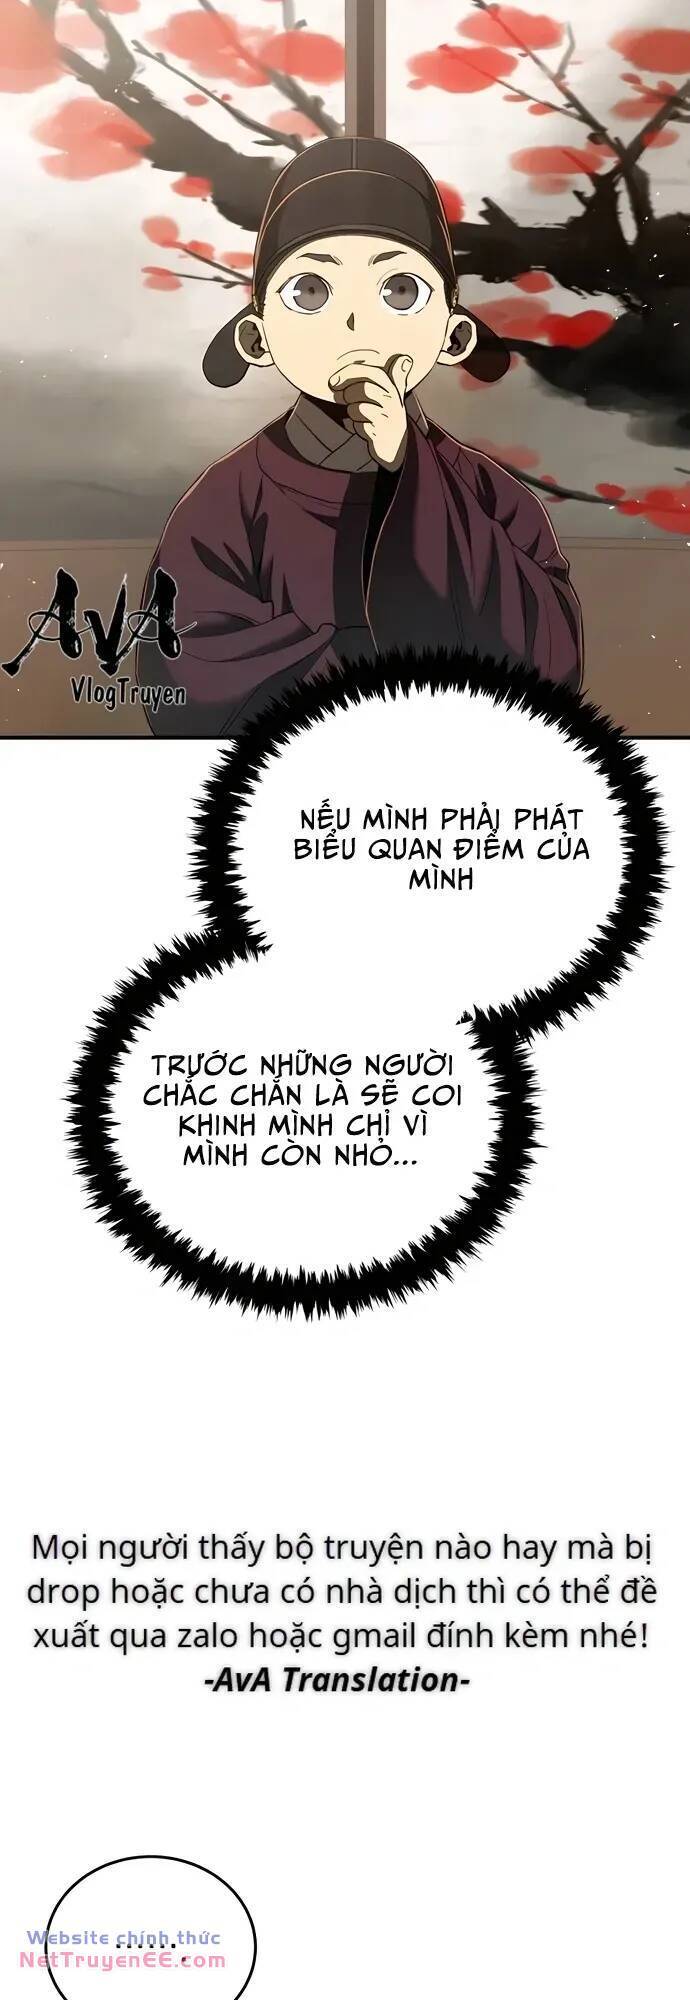 AVA
VlogTruyen
NẾU MÌNH PHẢI PHÁT
BIỂU QUAN ĐIỂM CỦA
MÌNH
TRƯỚC NHỮNG NGƯỜI
CHẮC CHẮN LÀ SẼ COI
KHINH MÌNH CHỈ VÌ
MÌNH CÒN NHỎ...
Mọi người thấy bộ truyện nào hay mà bị
drop hoặc chưa có nhà dịch thì có thể đề
xuất qua zalo hoặc gmail đính kèm nhé!
-AvA Translation-
.......
Website chính thức
NetTruyenEE.com